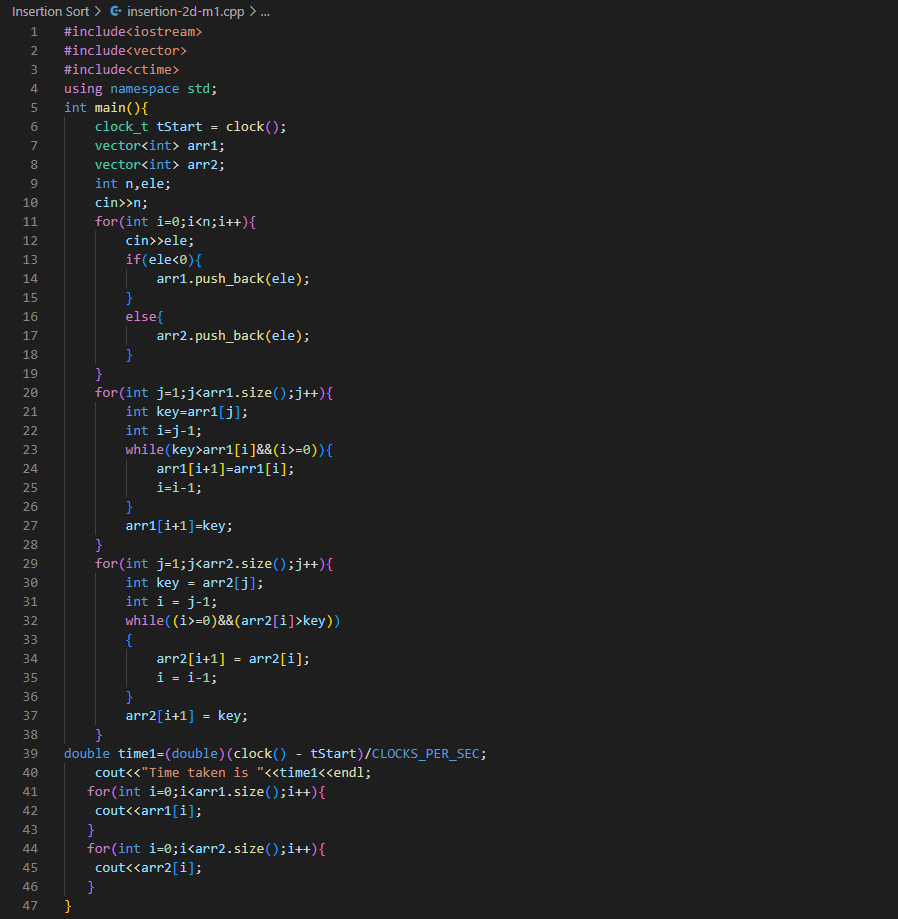 Insertion Sort > insertion-2d-m1.cpp > ...
1 #include<iostream>
2 #include<vector>
3 #include<ctime>
4 using namespace std;
5 int main(){
6     clock_t tStart = clock();
7     vector<int> arr1;
8     vector<int> arr2;
9     int n,ele;
10     cin>>n;
11     for(int i=0;i<n;i++){
12         cin>>ele;
13         if(ele<0){
14             arr1.push_back(ele);
15         }
16         else{
17             arr2.push_back(ele);
18         }
19     }
20     for(int j=1;j<arr1.size();j++){
21         int key=arr1[j];
22         int i=j-1;
23         while(key>arr1[i]&&(i>=0)){
24             arr1[i+1]=arr1[i];
25             i=i-1;
26         }
27         arr1[i+1]=key;
28     }
29     for(int j=1;j<arr2.size();j++){
30         int key = arr2[j];
31         int i = j-1;
32         while((i>=0)&&(arr2[i]>key))
33         {
34             arr2[i+1] = arr2[i];
35             i = i-1;
36         }
37         arr2[i+1] = key;
38     }
39 double time1=(double)(clock() - tStart)/CLOCKS_PER_SEC;
40     cout<<"Time taken is "<<time1<<endl;
41    for(int i=0;i<arr1.size();i++){
42     cout<<arr1[i];
43    }
44    for(int i=0;i<arr2.size();i++){
45     cout<<arr2[i];
46    }
47 }